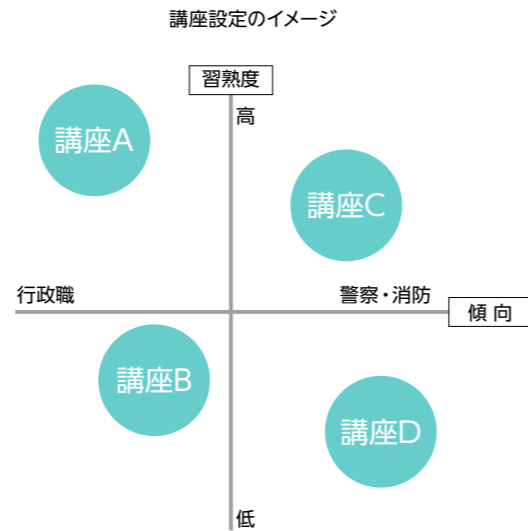 講座設定のイメージ
習熟度
高
講座A
講座C
行政職
警察・消防
傾向
講座B
講座D
低